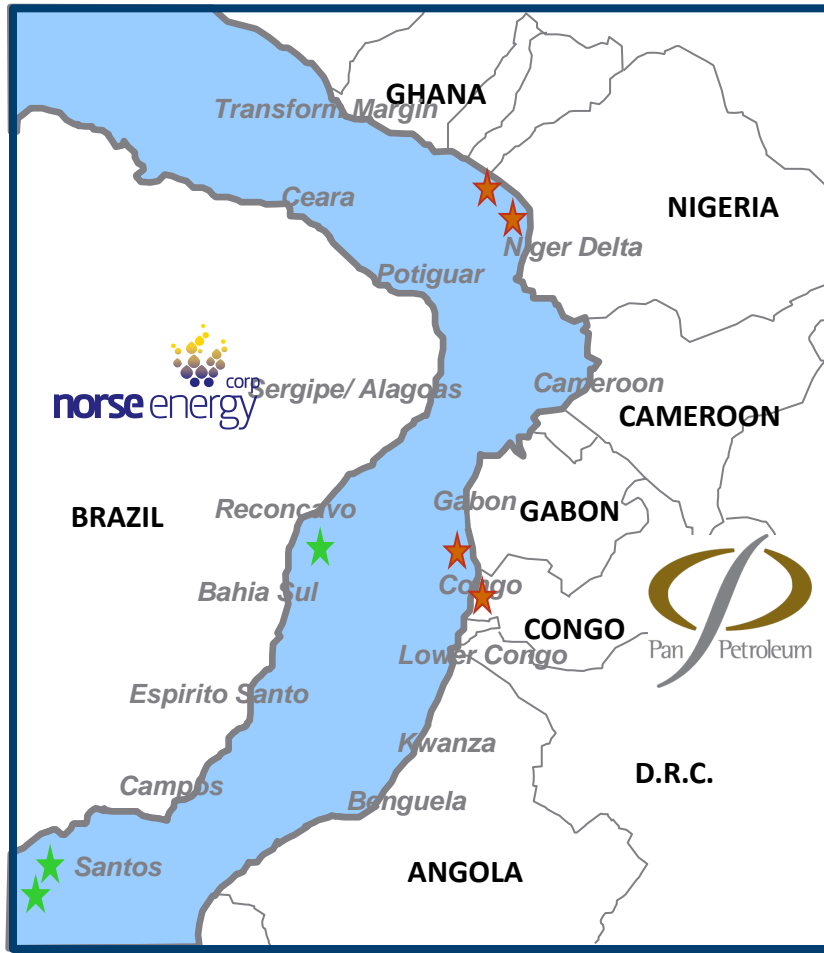 GHANA
Transform Margin
Ceara
NIGERIA
Niger Delta
Potiguar
corp
Sergipe/ Alagoas
norse energy
Cameroon
CAMEROON
Gabon
Reconcavo
GABON
BRAZIL
Bahia Sul
Congo
CONGO
Pan Petroleum
Lower Congo
Espirito Santo
Kwanza
D.R.C.
Campos
Benguela
Santos
ANGOLA